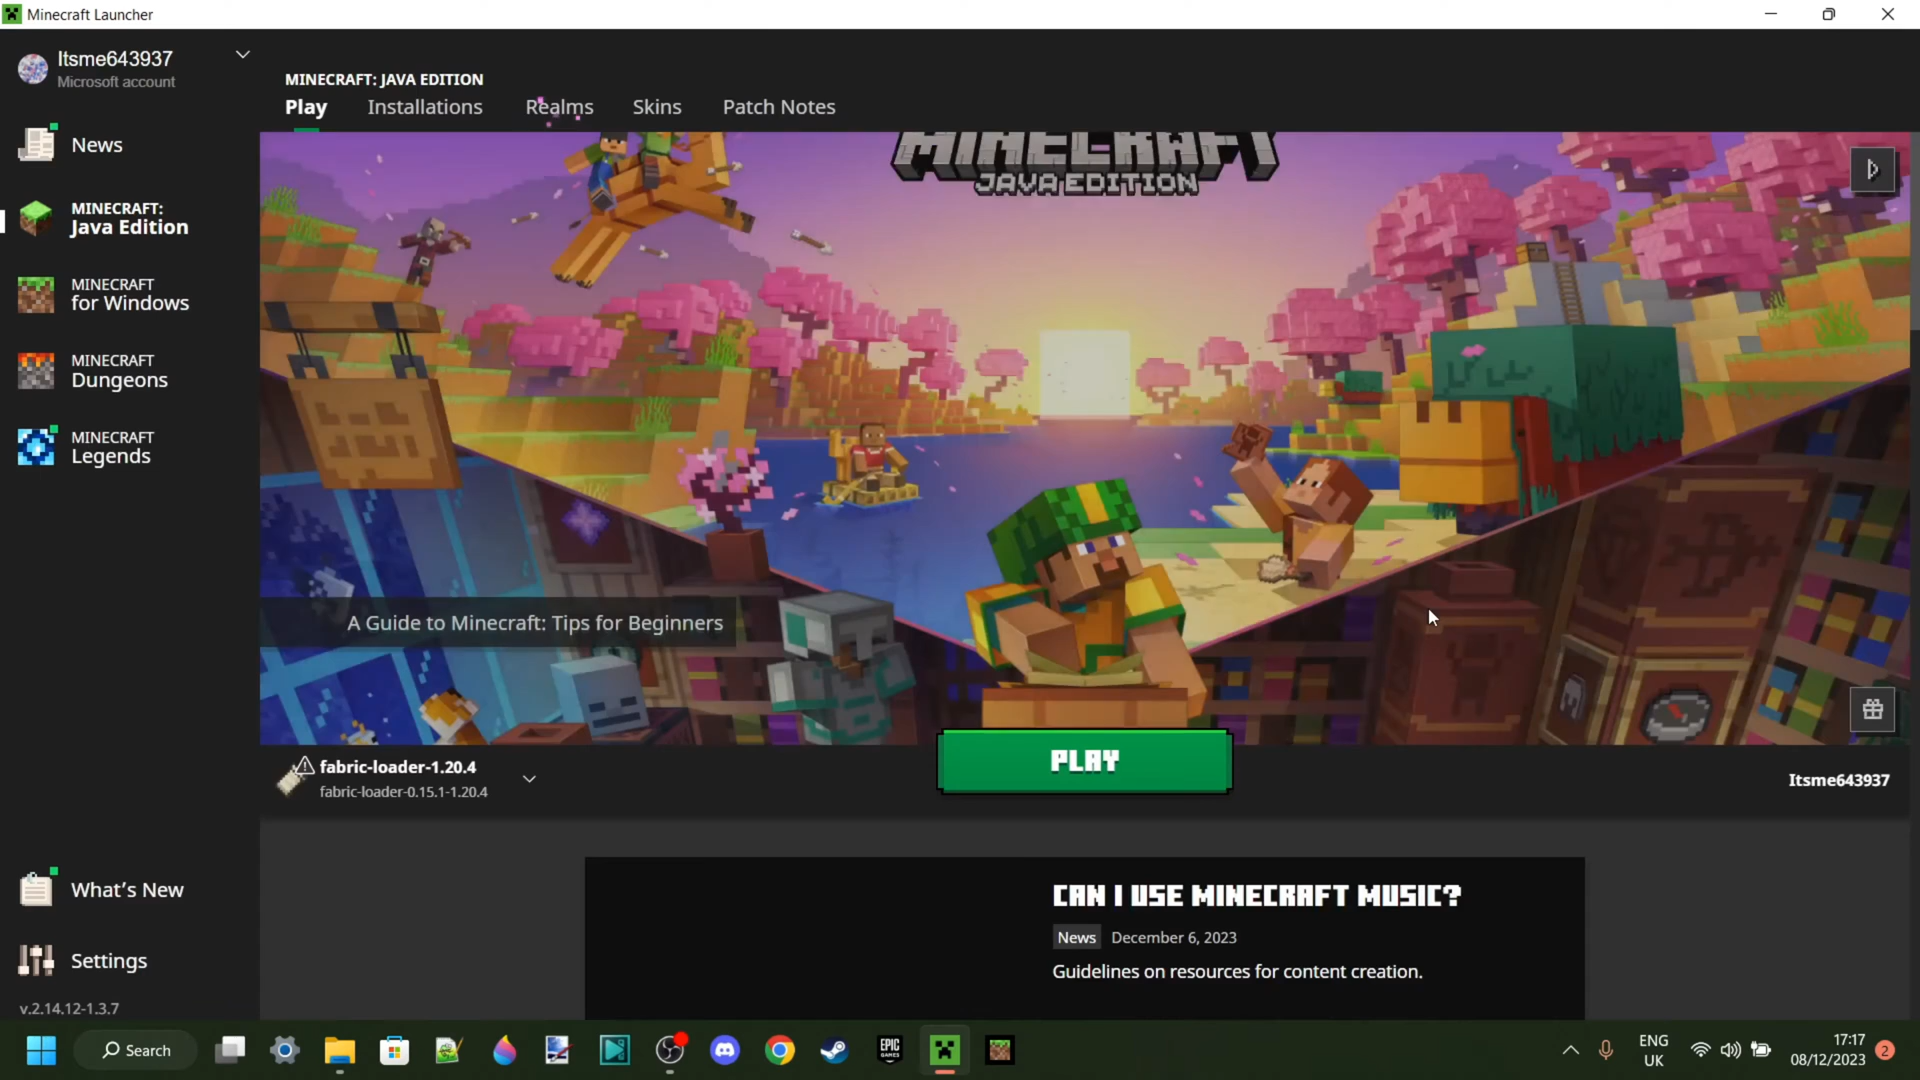 Minecraft Launcher
Itsme643937
Microsoft account
News
MINECRAFT:
Java Edition
MINECRAFT
for Windows
MINECRAFT
Dungeons
MINECRAFT
Legends
What's New
Settings
v.2.14.12-1.3.7
MINECRAFT: JAVA EDITION
Play Installations Realms Skins Patch Notes
MINECRAFT
JAVA EDITION
A Guide to Minecraft: Tips for Beginners
fabric-loader-1.20.4
fabric-loader-0.15.1-1.20.4
PLAY
Itsme643937
CAN I USE MINECRAFT MUSIC?
News December 6, 2023
Guidelines on resources for content creation.
Search
EPIC
GAMES
ENG
UK
17:17
08/12/2023
2